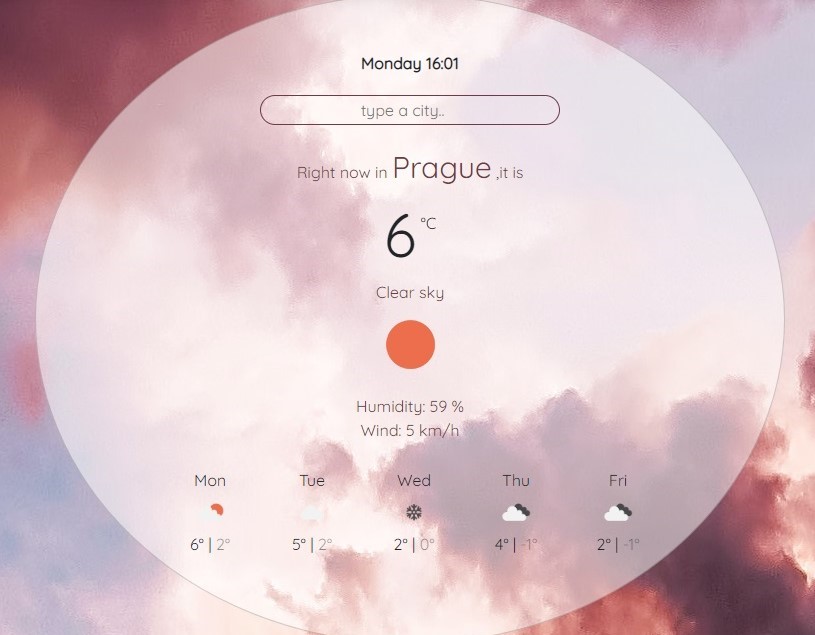 Monday 16:01
type a city..
Right now in Prague ,it is
6 °C
Clear sky
Humidity: 59 %
Wind: 5 km/h
Mon Tue Wed Thu Fri
6° | 2° 5° | 2° 2° | 0° 4° | -1° 2° | -1°